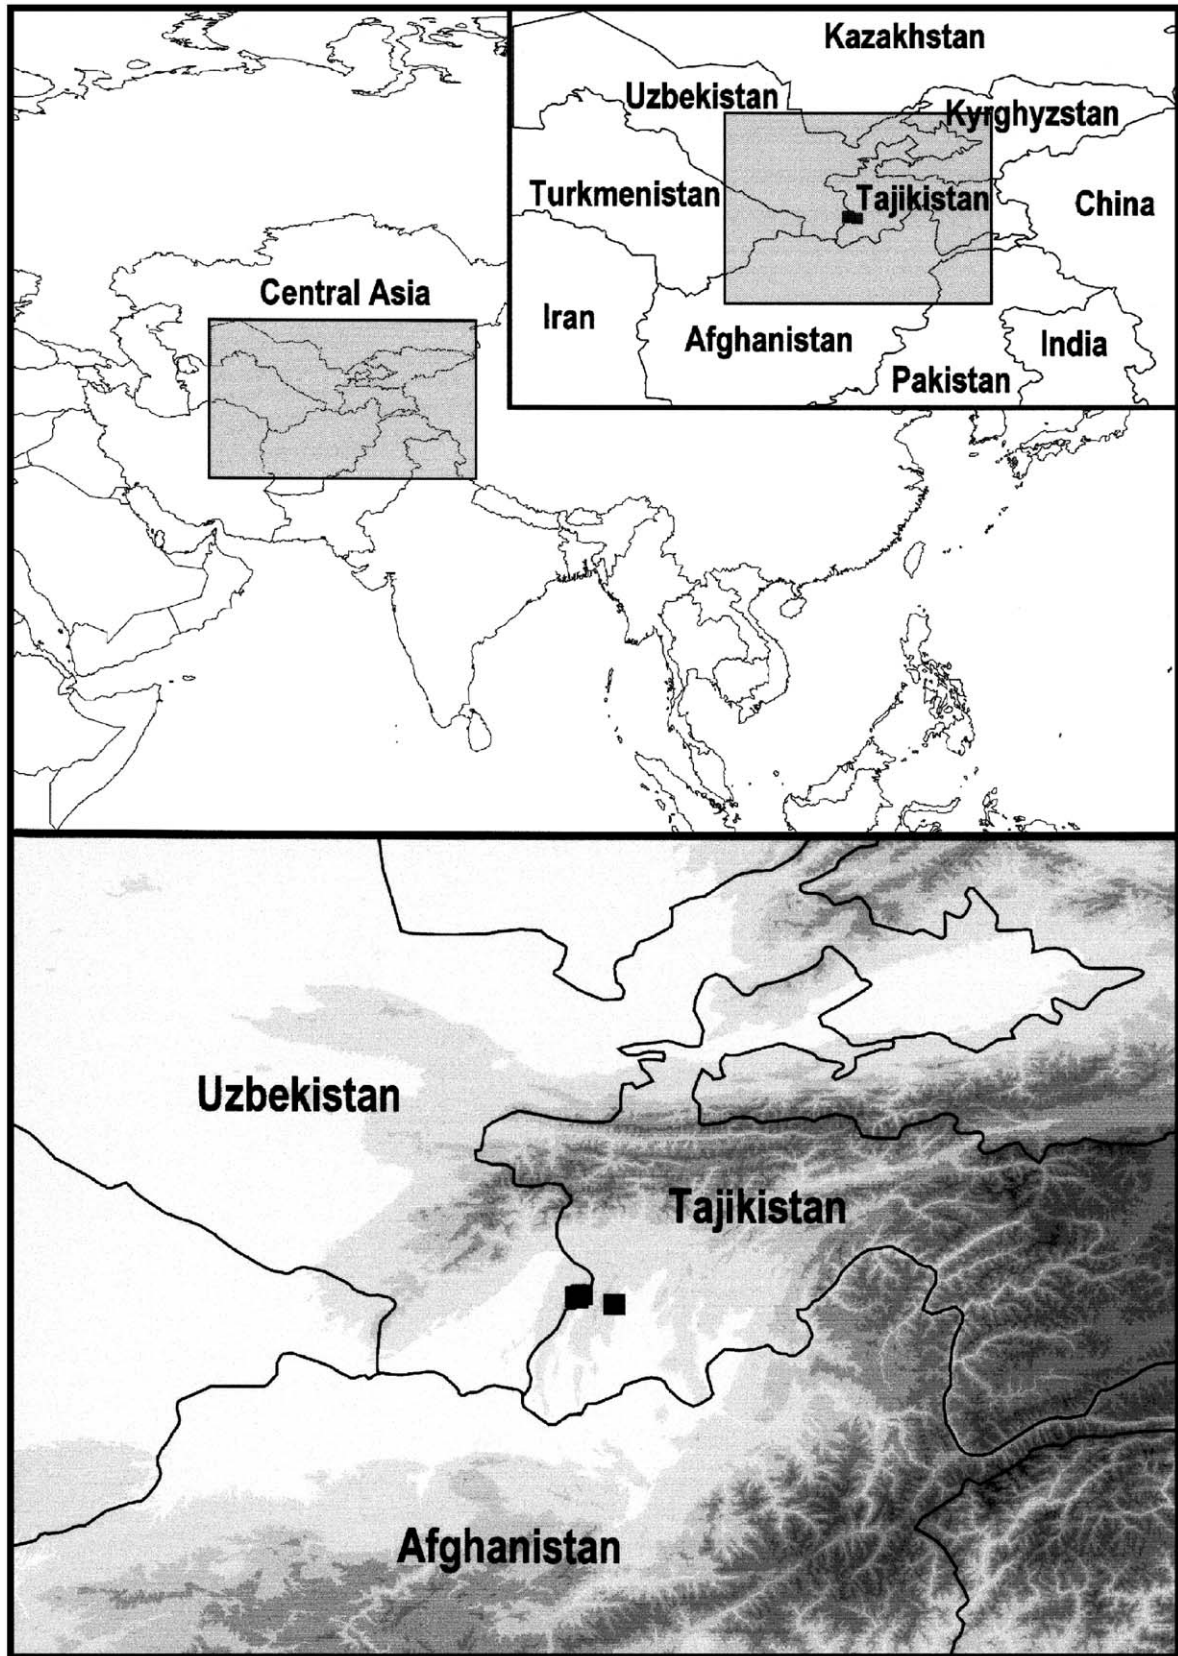 Kazakhstan
Uzbekistan
Kyrghyzstan
Turkmenistan
Tajikistan
China
Central Asia
Iran
Afghanistan
India
Pakistan
Uzbekistan
Tajikistan
Afghanistan